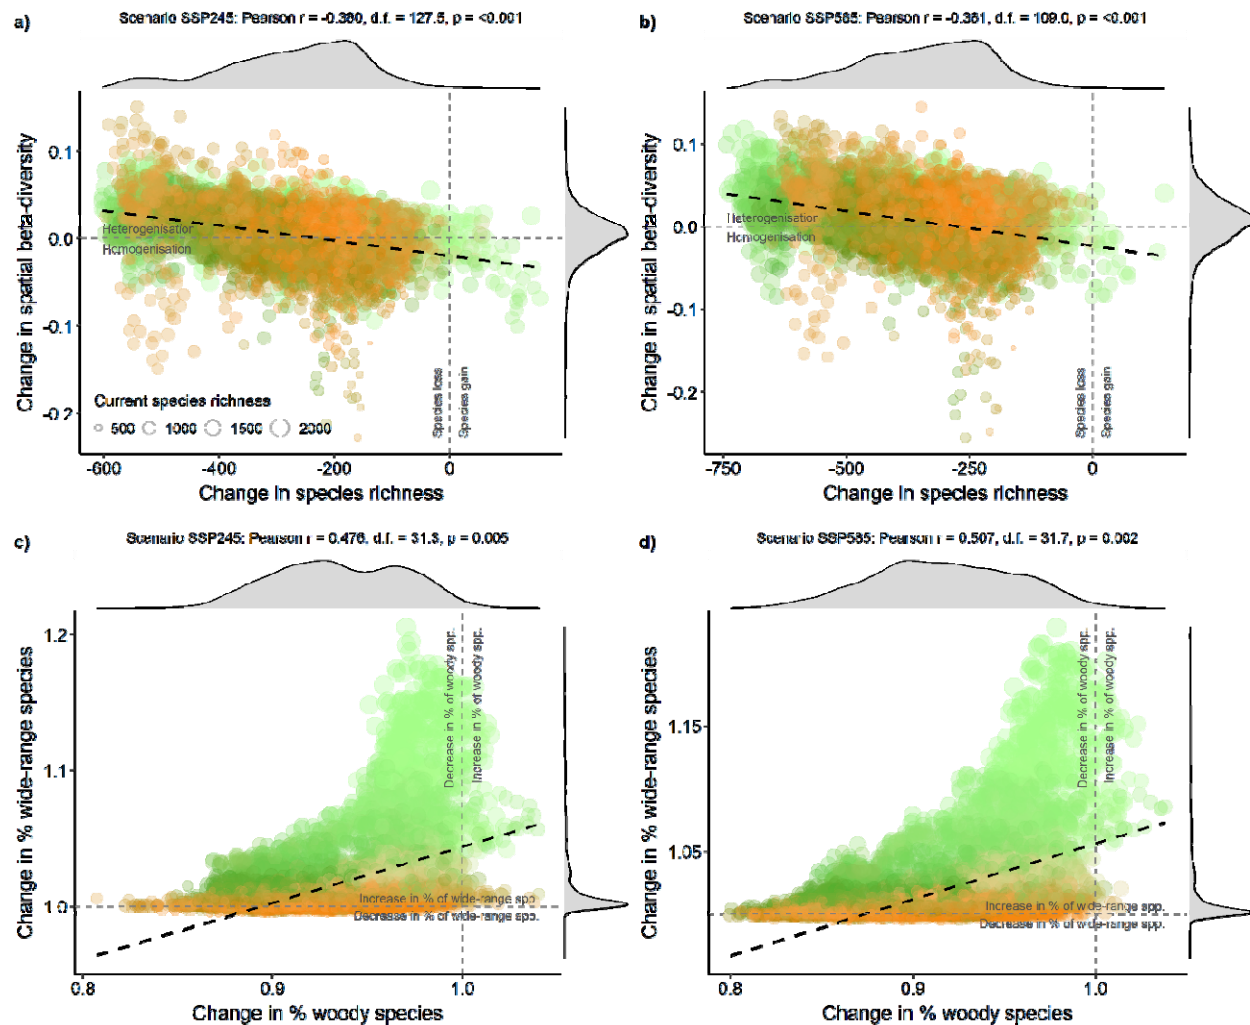 a) Scenario SSP245: Pearson r = -0.380, d.f. = 127.5, p = <0.001
Change in spatial beta-diversity
0.1
0.0
-0.1
-0.2
Heterogenisation
Homogenisation
Species loss
Species gain
Current species richness
500 1000 1500 2000
-600 -400 -200 0
Change in species richness
b) Scenario SSP585: Pearson r = -0.361, d.f. = 109.0, p = <0.001
Change in spatial beta-diversity
0.1
0.0
-0.1
-0.2
Heterogenisation
Homogenisation
Species loss
Species gain
-750 -500 -250 0
Change in species richness
c) Scenario SSP245: Pearson r = 0.476, d.f. = 31.3, p = 0.005
Change in % wide-range species
1.2
1.1
1.0
Decrease in % of woody spp.
Increase in % of woody spp.
Increase in % of wide-range spp.
Decrease in % of wide-range spp.
0.8 0.9 1.0
Change in % woody species
d) Scenario SSP585: Pearson r = 0.507, d.f. = 31.7, p = 0.002
Change in % wide-range species
1.15
1.05
Decrease in % of woody spp.
Increase in % of woody spp.
Increase in % of wide-range spp.
Decrease in % of wide-range spp.
0.8 0.9 1.0
Change in % woody species